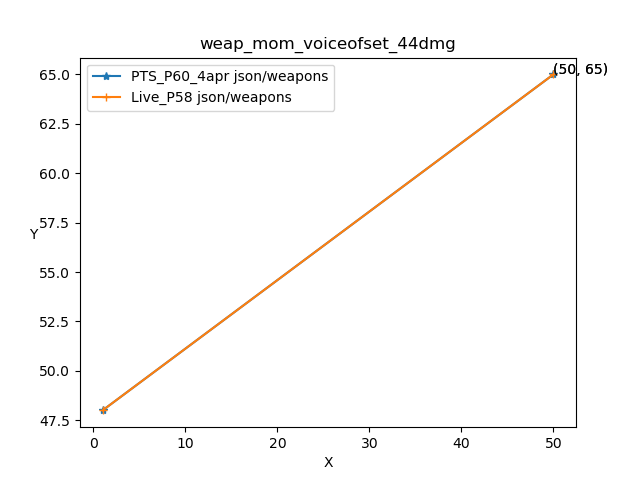 weap_mom_voiceofset_44dmg
PTS_P60_4apr json/weapons
Live_P58 json/weapons
(50, 65)
65.0
62.5
60.0
57.5
Y
55.0
52.5
50.0
47.5
0 10 20 30 40 50
X